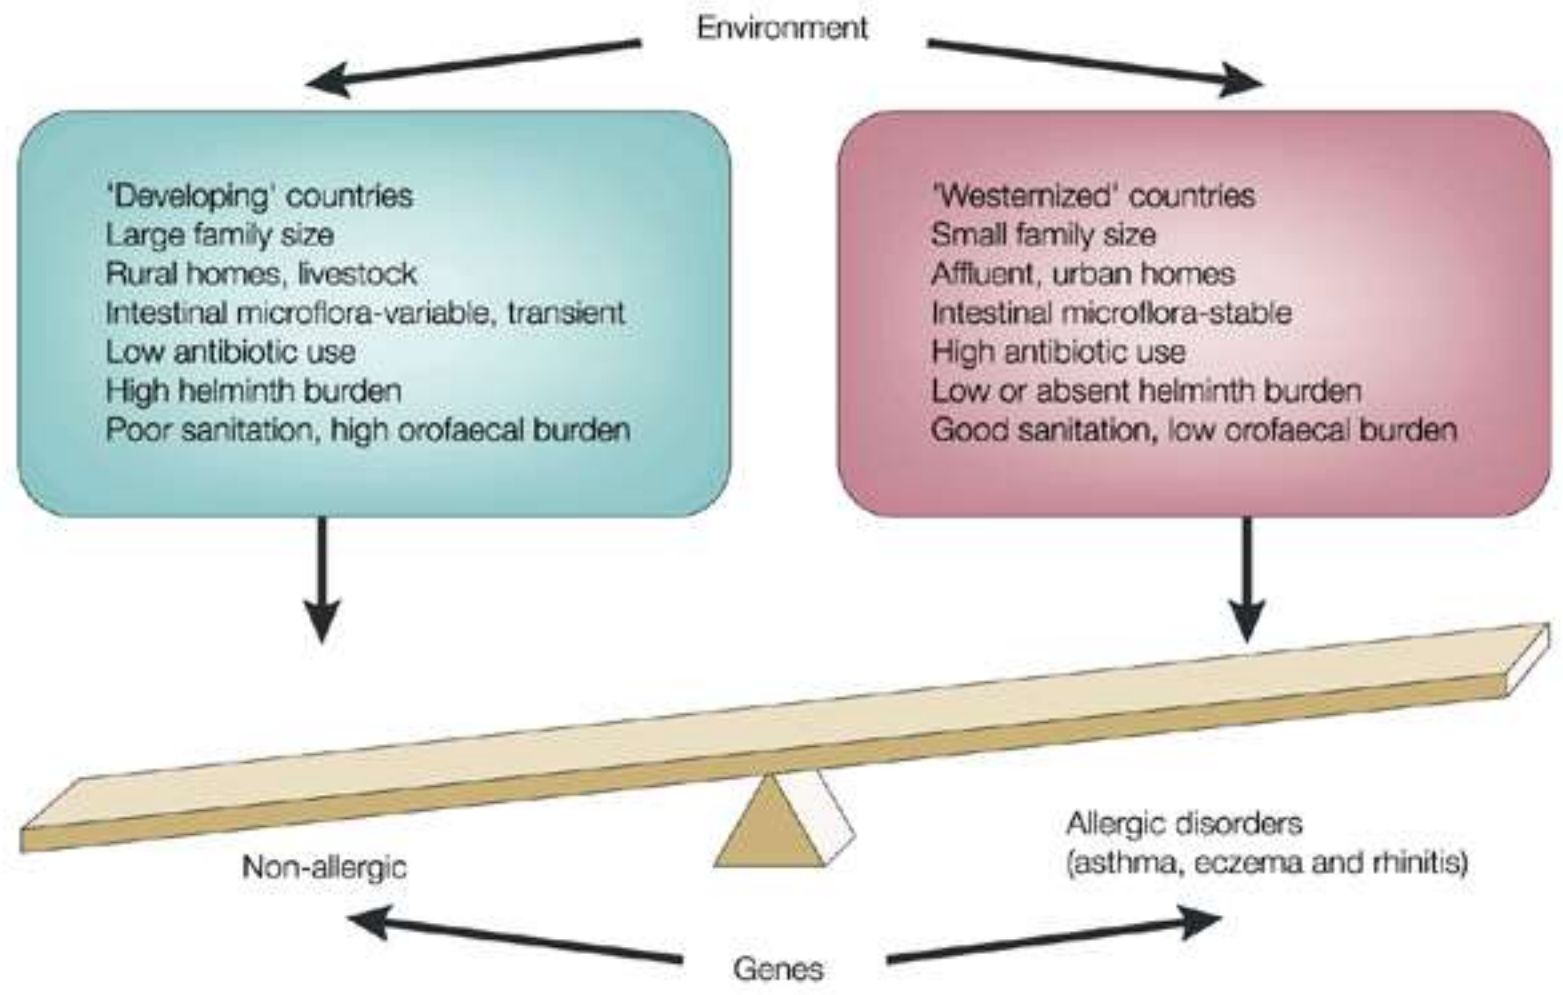 Environment
'Developing' countries
Large family size
Rural homes, livestock
Intestinal microflora-variable, transient
Low antibiotic use
High helminth burden
Poor sanitation, high orofaecal burden
'Westernized' countries
Small family size
Affluent, urban homes
Intestinal microflora-stable
High antibiotic use
Low or absent helminth burden
Good sanitation, low orofaecal burden
Non-allergic
Allergic disorders
(asthma, eczema and rhinitis)
Genes